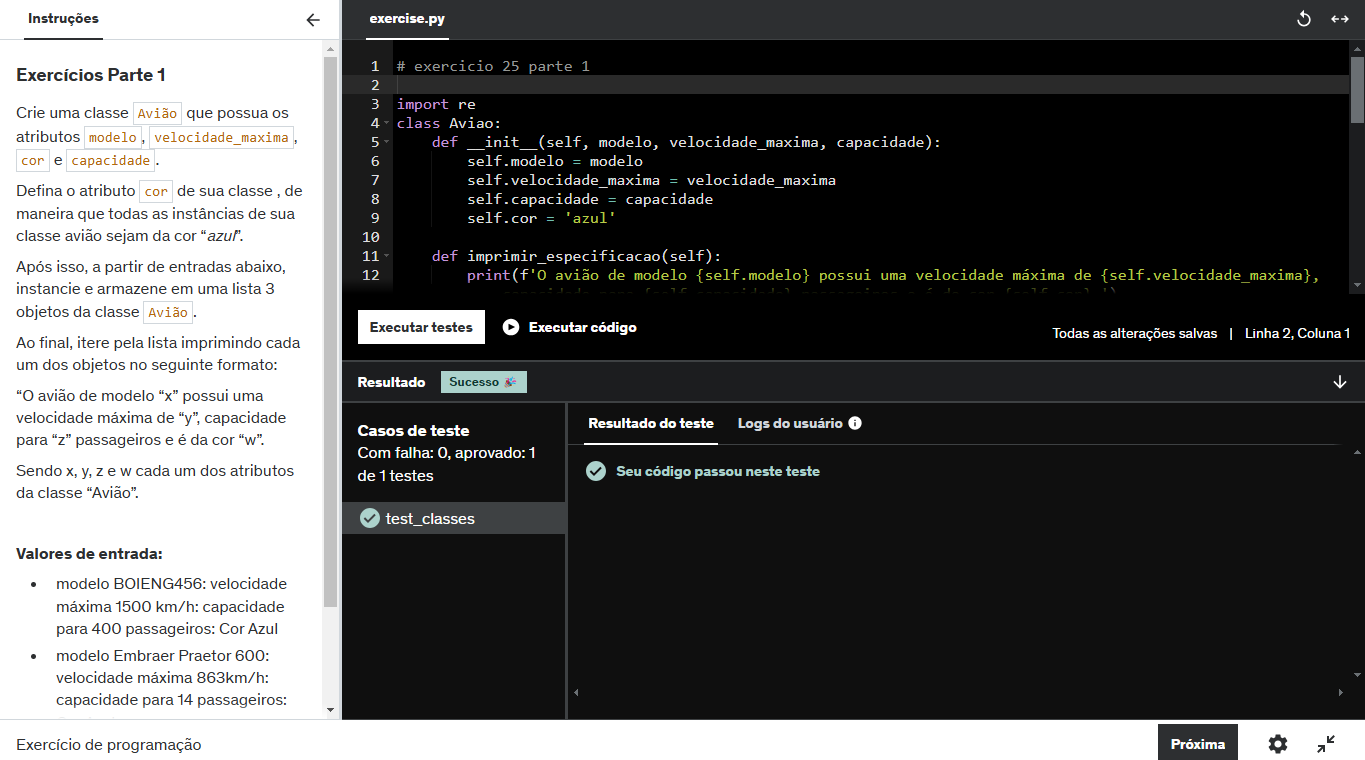 Instruções
Exercícios Parte 1
Crie uma classe Avião que possua os
atributos modelo, velocidade_maxima,
cor e capacidade.
Defina o atributo cor de sua classe , de
maneira que todas as instâncias de sua
classe avião sejam da cor “azul”.
Após isso, a partir de entradas abaixo,
instancie e armazene em uma lista 3
objetos da classe Avião.
Ao final, itere pela lista imprimindo cada
um dos objetos no seguinte formato:
“O avião de modelo “x” possui uma
velocidade máxima de “y”, capacidade
para “z” passageiros e é da cor “w”.
Sendo x, y, z e w cada um dos atributos
da classe “Avião”.
Valores de entrada:
modelo BOIENG456: velocidade
máxima 1500 km/h: capacidade
para 400 passageiros: Cor Azul
modelo Embraer Praetor 600:
velocidade máxima 863km/h:
capacidade para 14 passageiros:
exercise.py
1 # exercicio 25 parte 1
2
3 import re
4 class Aviao:
5 def __init__(self, modelo, velocidade_maxima, capacidade):
6 self.modelo = modelo
7 self.velocidade_maxima = velocidade_maxima
8 self.capacidade = capacidade
9 self.cor = 'azul'
10
11 def imprimir_especificacao(self):
12 print(f'O avião de modelo {self.modelo} possui uma velocidade máxima de {self.velocidade_maxima},
Executar testes
Executar código
Todas as alterações salvas | Linha 2, Coluna 1
Resultado
Sucesso 🎉
Casos de teste
Com falha: 0, aprovado: 1
de 1 testes
test_classes
Resultado do teste
Logs do usuário
Seu código passou neste teste
Exercício de programação
Próxima